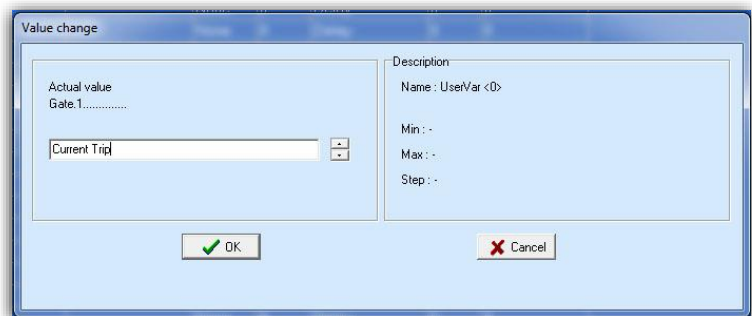 Value change
Actual value
Gate.1.............
Current Trip
OK
Description
Name : UserVar <0>
Min : -
Max : -
Step : -
Cancel